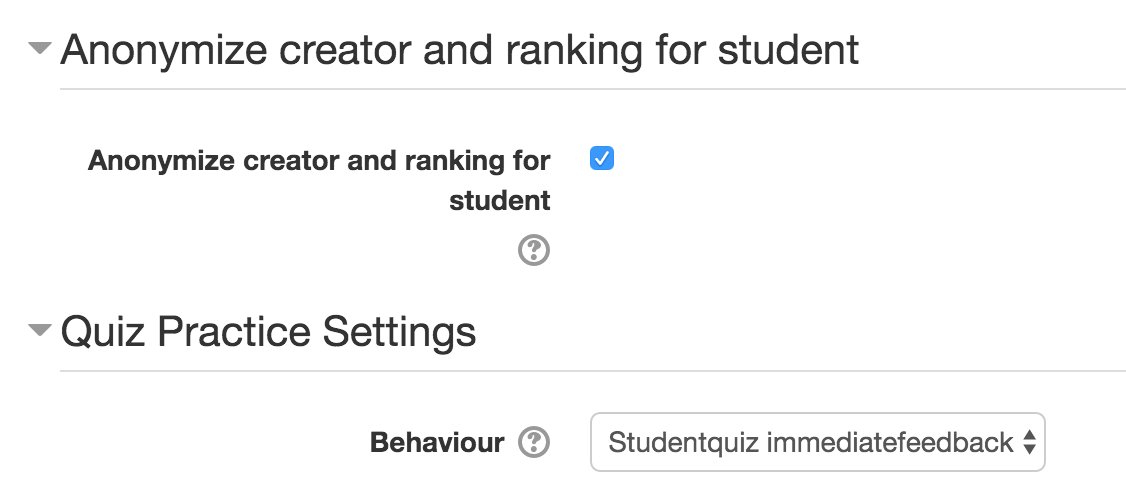 Anonymize creator and ranking for student
Anonymize creator and ranking for
student
?
Quiz Practice Settings
Behaviour ? Studentquiz immediatefeedback